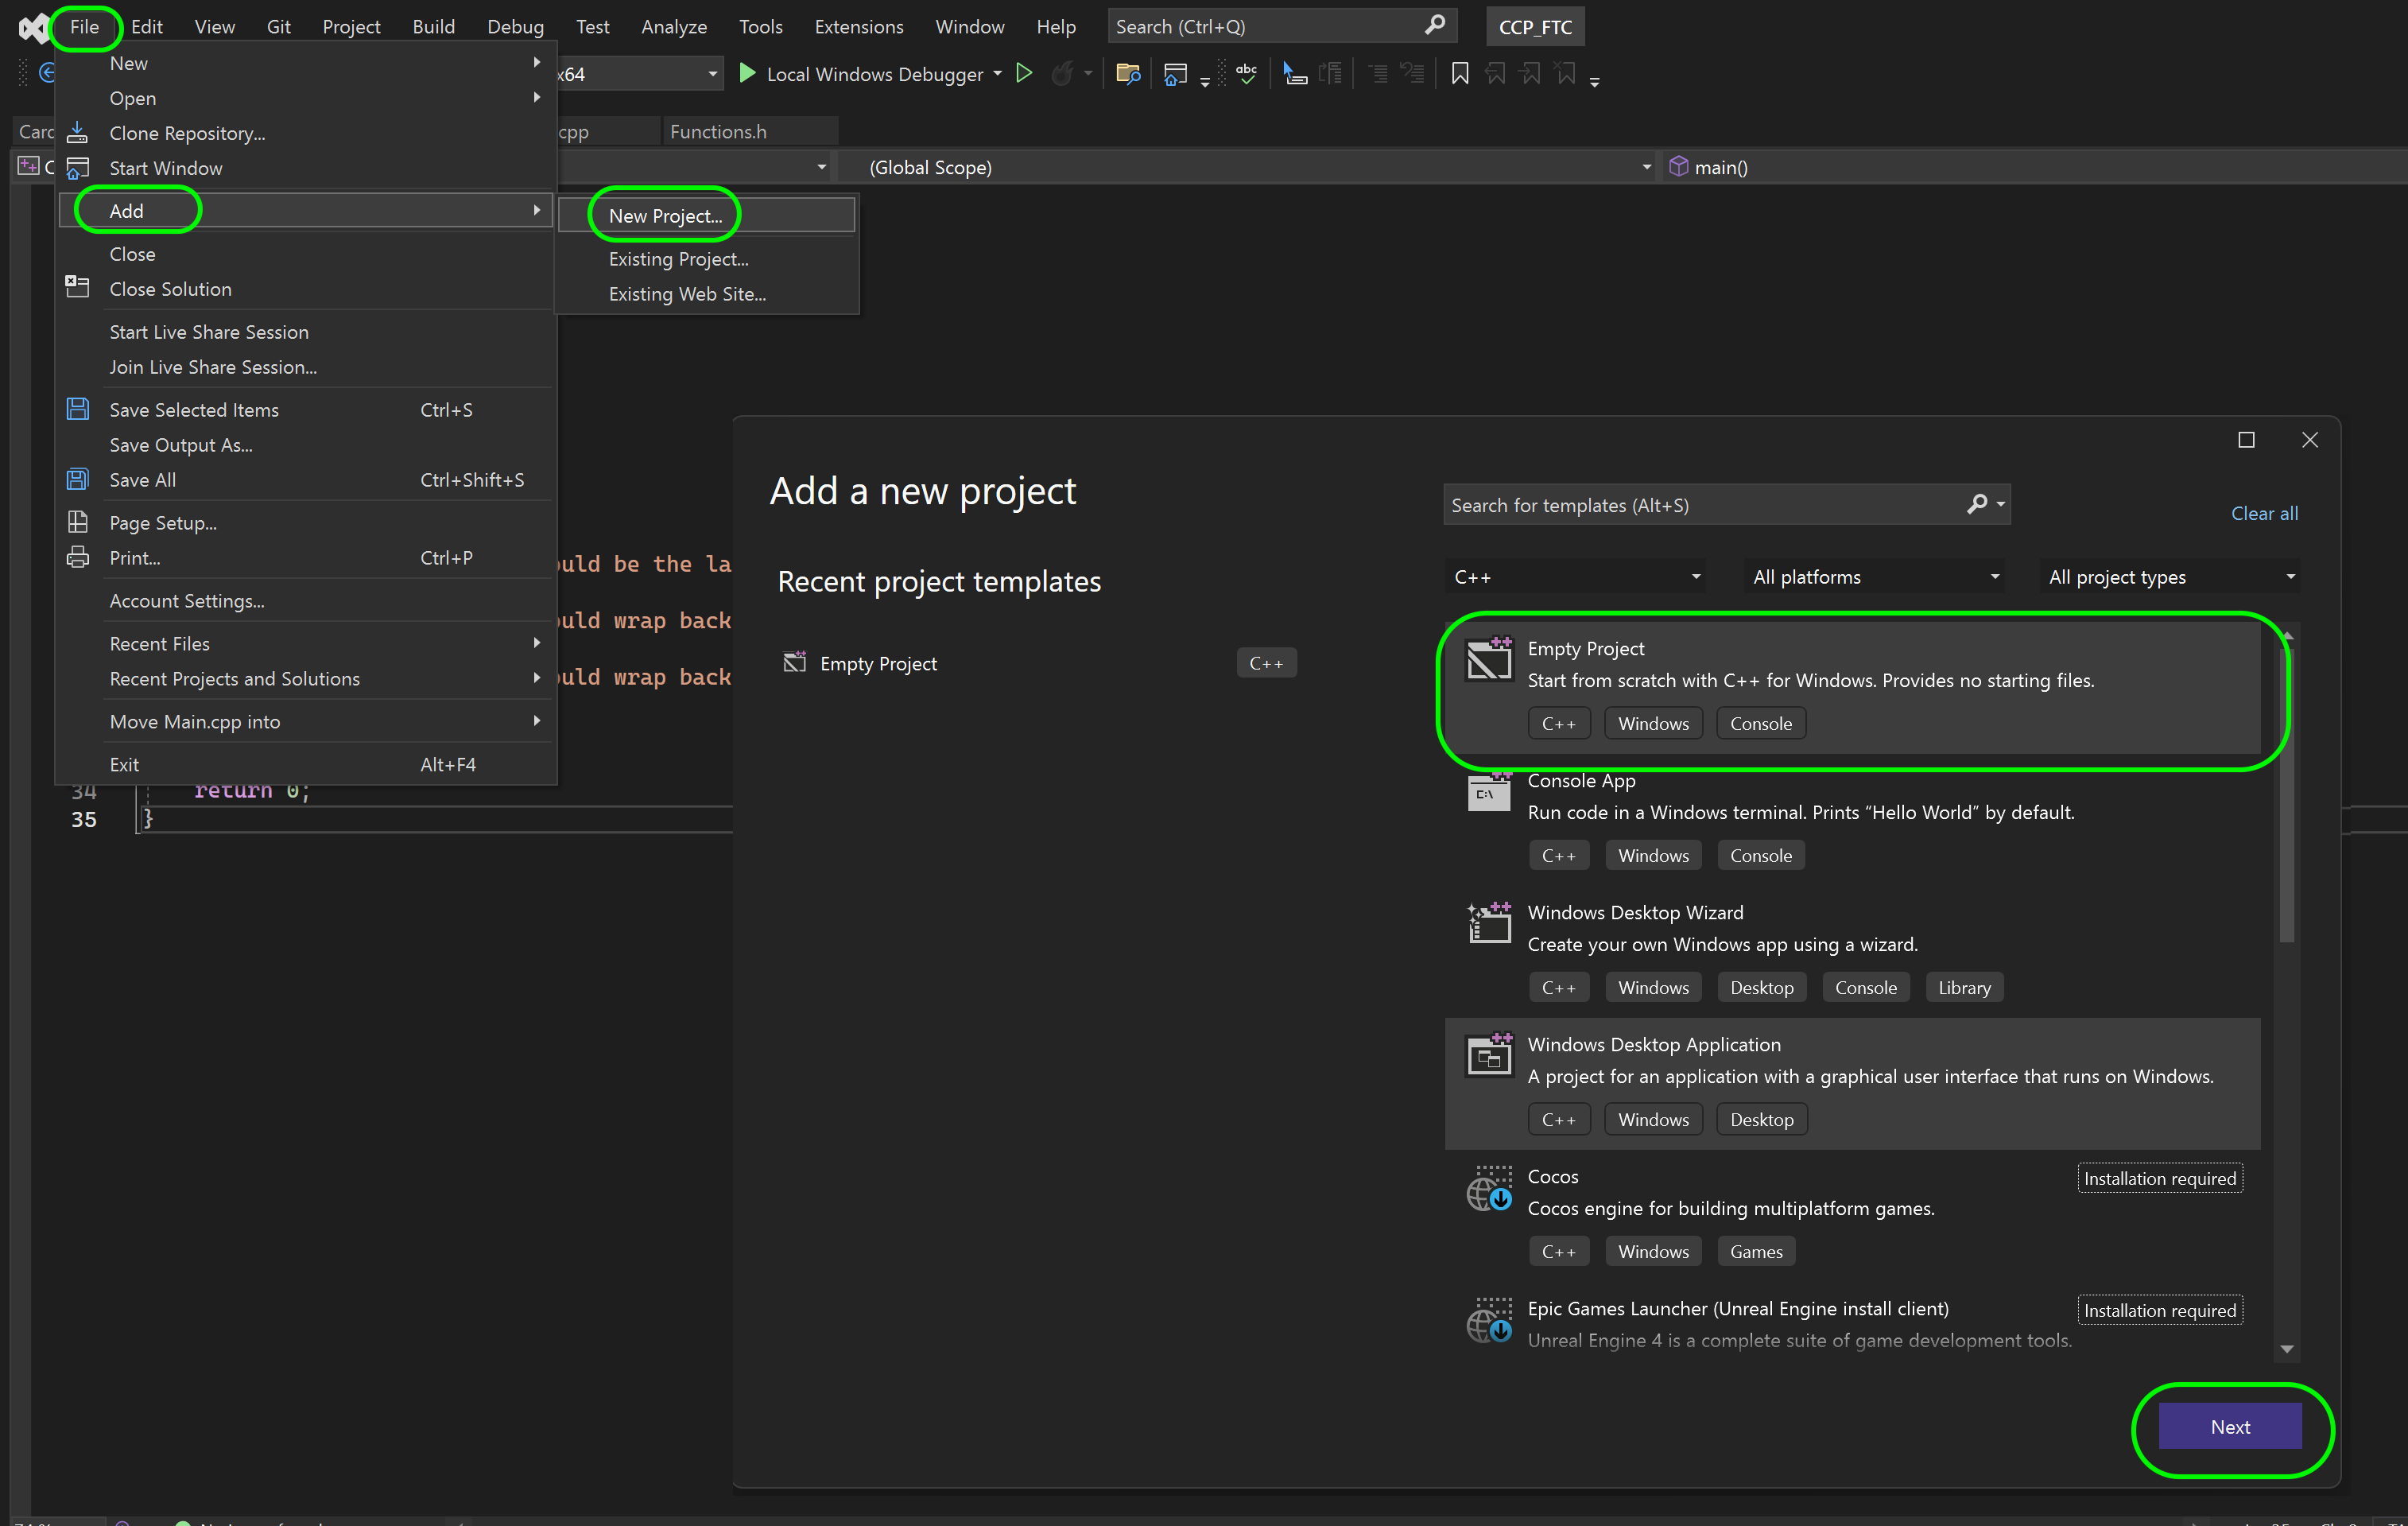 File Edit View Git Project Build Debug Test Analyze Tools Extensions Window Help Search (Ctrl+Q) CCP_FTC
x64 Local Windows Debugger abc
cpp Functions.h
(Global Scope) main()
New
Open
Clone Repository...
Start Window
Add
Close
Close Solution
Start Live Share Session
Join Live Share Session...
Save Selected Items Ctrl+S
Save Output As...
Save All Ctrl+Shift+S
Page Setup...
Print... Ctrl+P
Account Settings...
Recent Files
Recent Projects and Solutions
Move Main.cpp into
Exit Alt+F4
New Project...
Existing Project...
Existing Web Site...
ould be the la
ould wrap back
ould wrap back
34 return 0;
35 }
Add a new project
Recent project templates
Empty Project C++
Search for templates (Alt+S)
Clear all
C++ All platforms All project types
Empty Project
Start from scratch with C++ for Windows. Provides no starting files.
C++ Windows Console
Console App
Run code in a Windows terminal. Prints “Hello World” by default.
C++ Windows Console
Windows Desktop Wizard
Create your own Windows app using a wizard.
C++ Windows Desktop Console Library
Windows Desktop Application
A project for an application with a graphical user interface that runs on Windows.
C++ Windows Desktop
Cocos Installation required
Cocos engine for building multiplatform games.
C++ Windows Games
Epic Games Launcher (Unreal Engine install client) Installation required
Unreal Engine 4 is a complete suite of game development tools.
Next